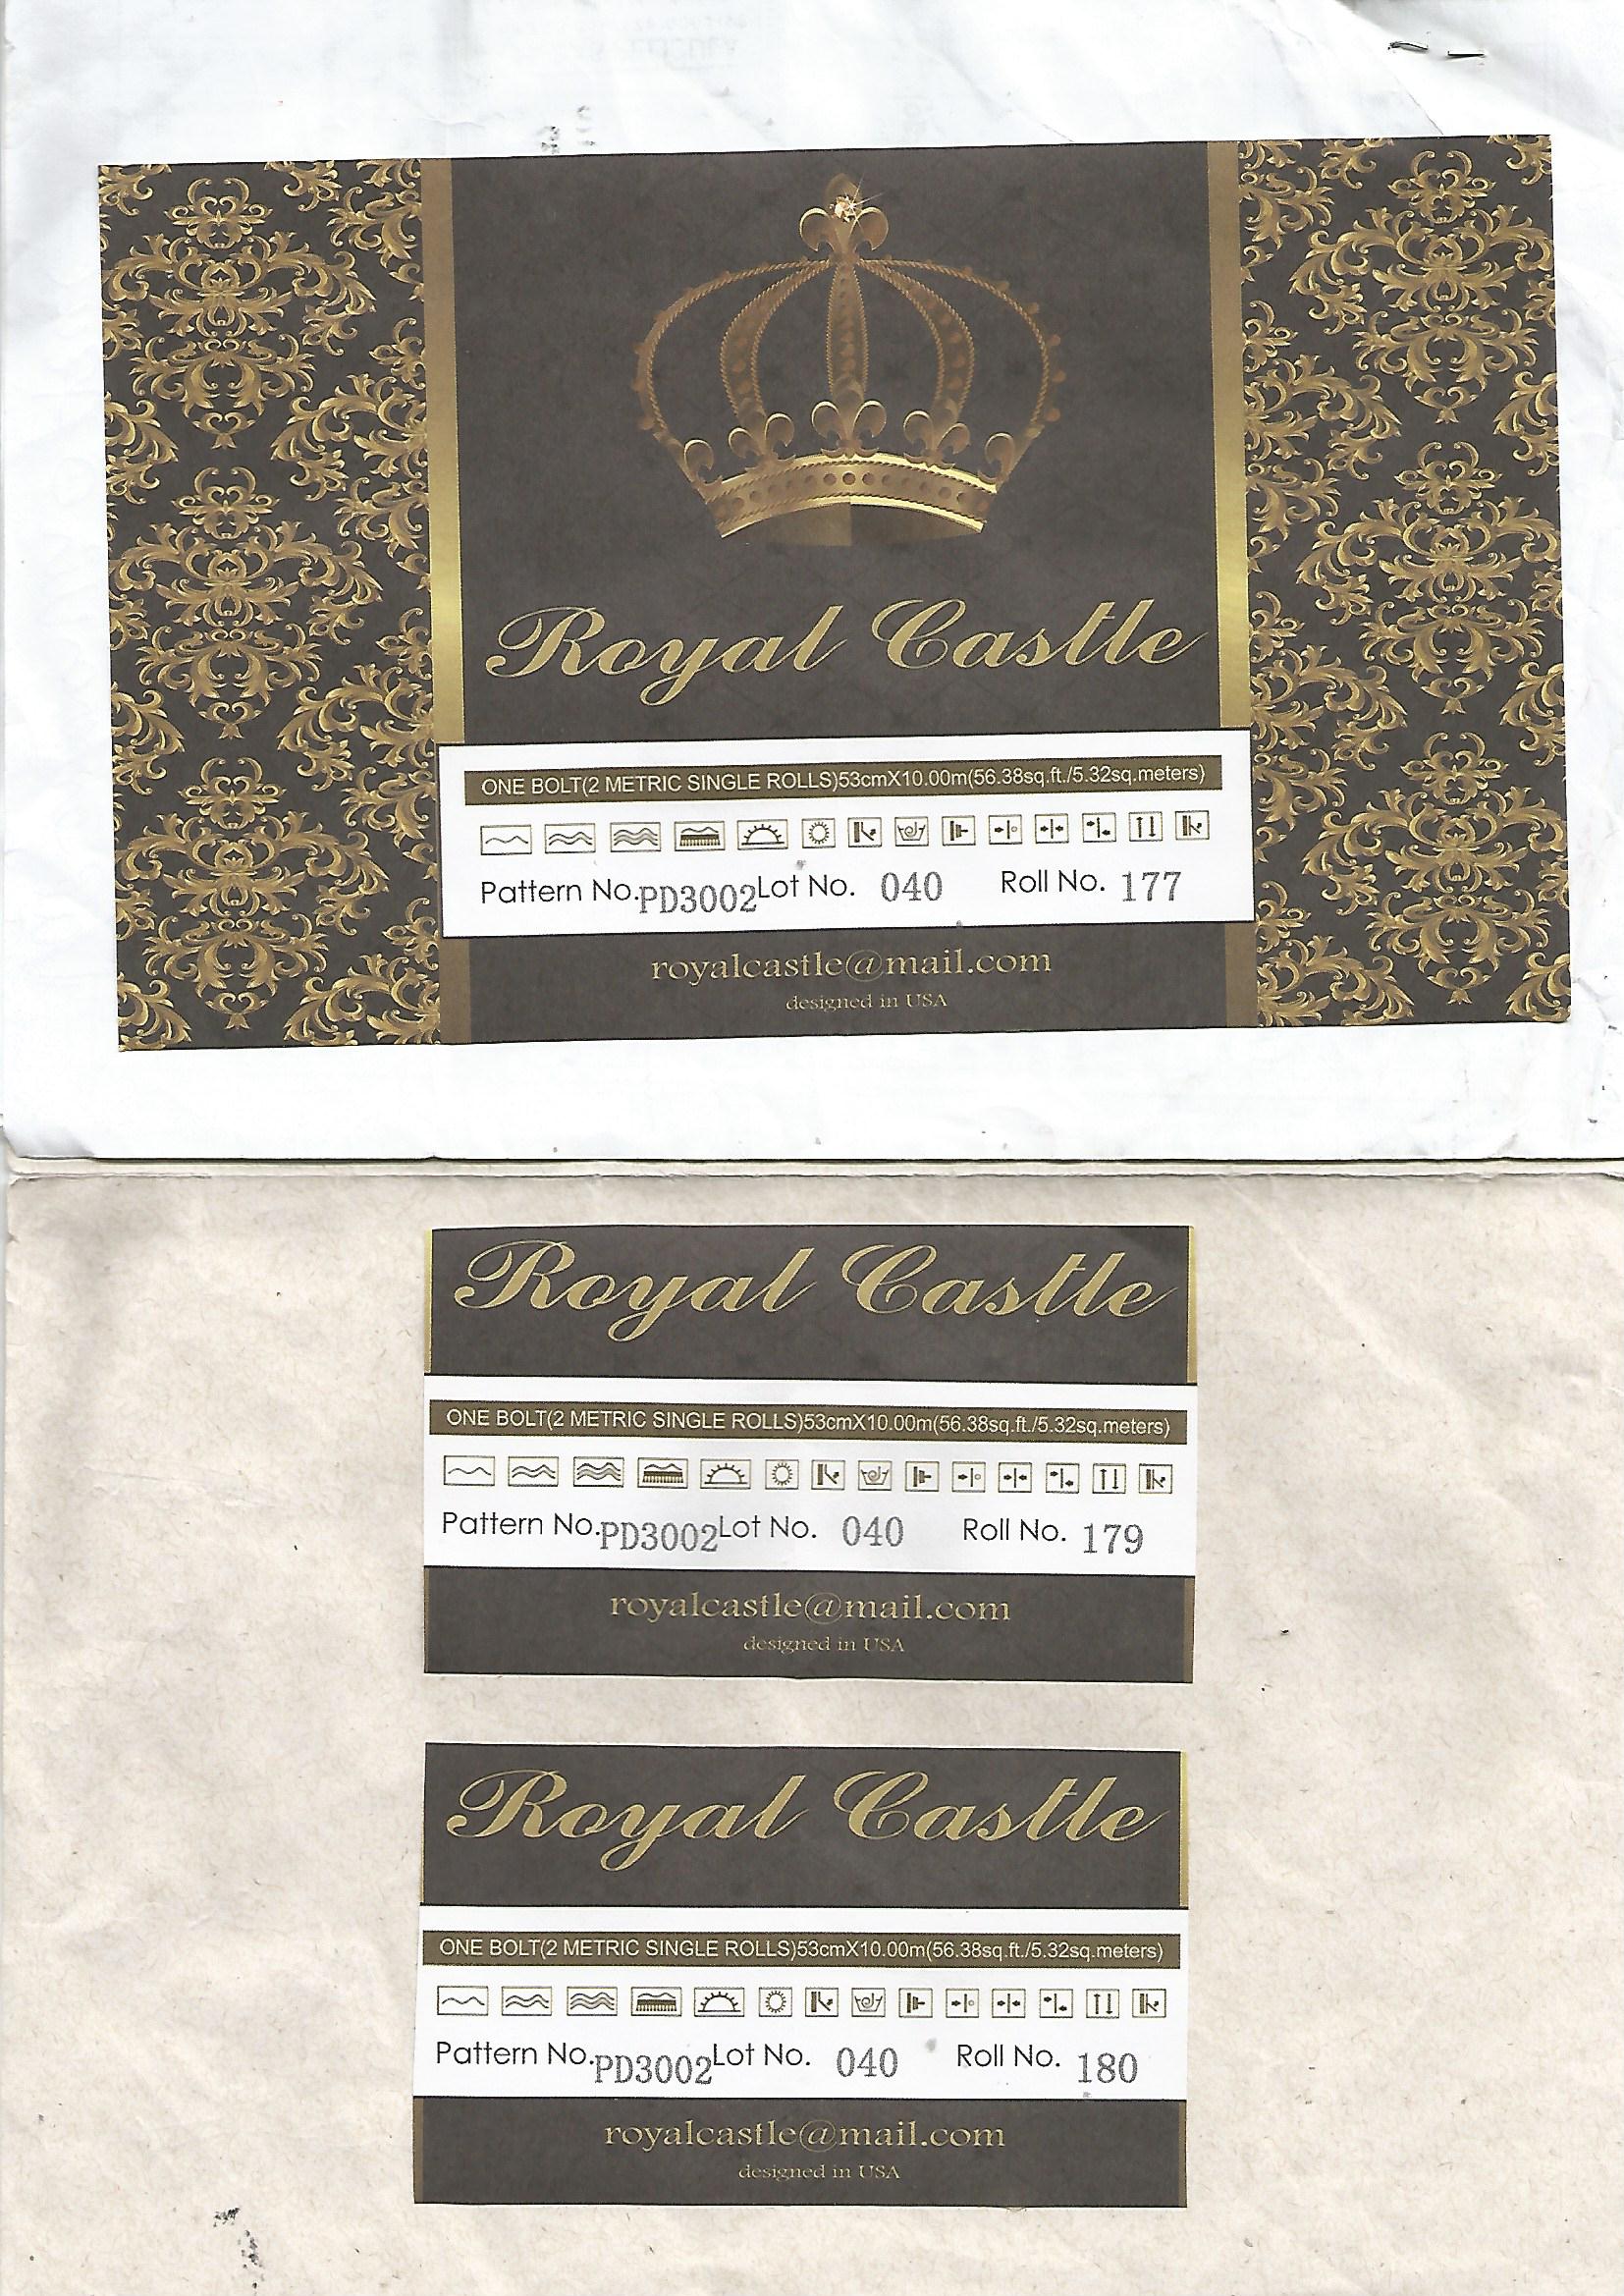 Royal Castle
ONE BOLT(2 METRIC SINGLE ROLLS)53cmX10.00m(56.38sq.ft./5.32sq.meters)
Pattern No.PD3002Lot No. 040 Roll No. 177
royalcastle@mail.com
designed in USA
Royal Castle
ONE BOLT(2 METRIC SINGLE ROLLS)53cmX10.00m(56.38sq.ft./5.32sq.meters)
Pattern No.PD3002Lot No. 040 Roll No. 179
royalcastle@mail.com
designed in USA
Royal Castle
ONE BOLT(2 METRIC SINGLE ROLLS)53cmX10.00m(56.38sq.ft./5.32sq.meters)
Pattern No.PD3002Lot No. 040 Roll No. 180
royalcastle@mail.com
designed in USA